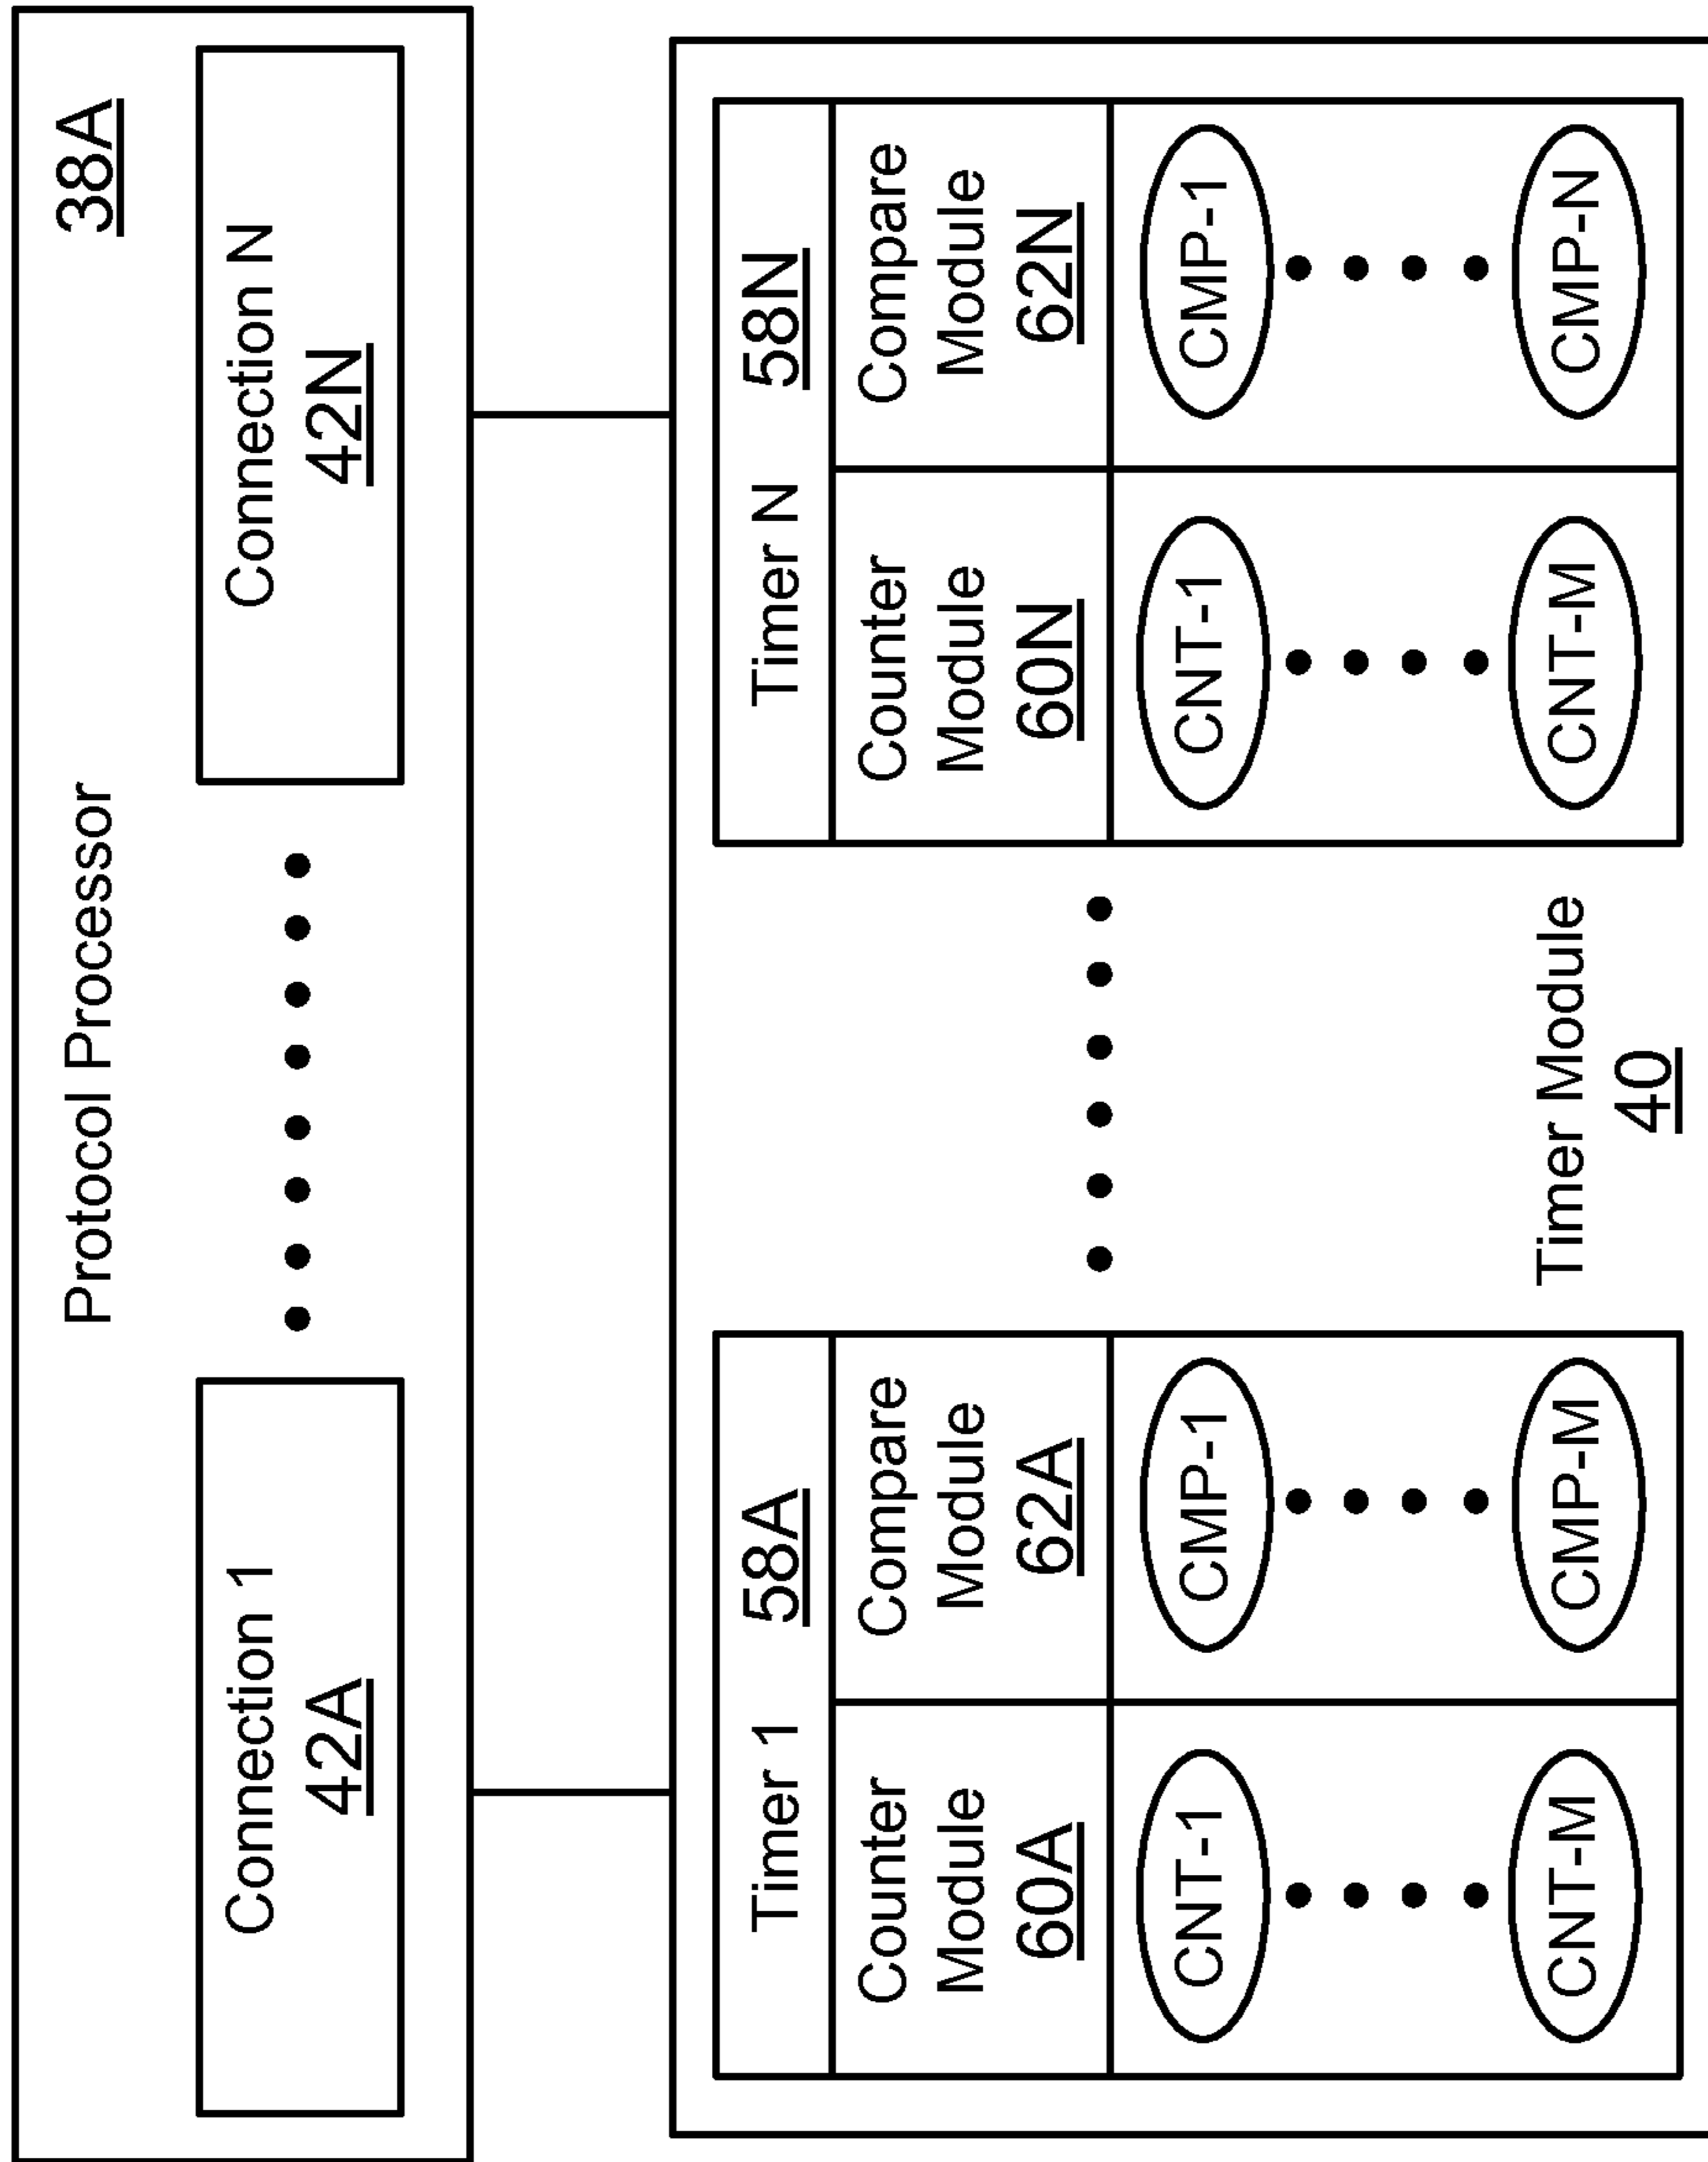 Protocol Processor
38A
Connection 1
42A
Connection N
42N
Timer 1
58A
Counter
Module
60A
Compare
Module
62A
CNT-1
CNT-M
CMP-1
CMP-M
Timer N
58N
Counter
Module
60N
Compare
Module
62N
CNT-1
CNT-M
CMP-1
CMP-N
Timer Module
40